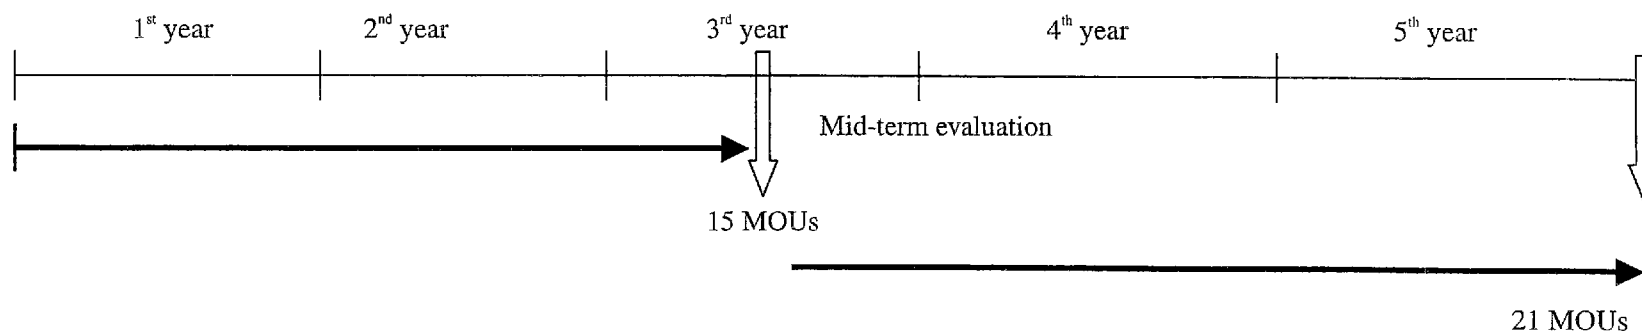 1st year 2nd year 3rd year 4th year 5th year
Mid-term evaluation
15 MOUs
21 MOUs